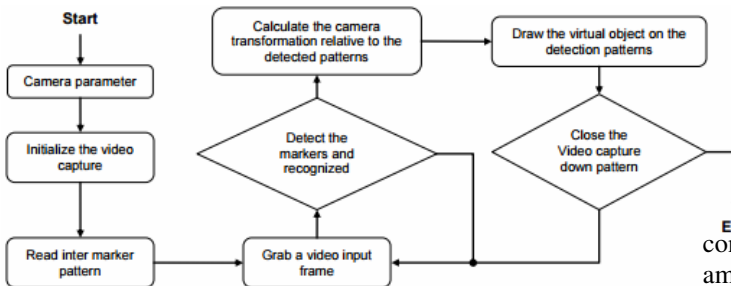 Start
Camera parameter
Initialize the video
capture
Read inter marker
pattern
Grab a video input
frame
Detect the
markers and
recognized
Calculate the camera
transformation relative to the
detected patterns
Draw the virtual object on the
detection patterns
Close the
Video capture
down pattern